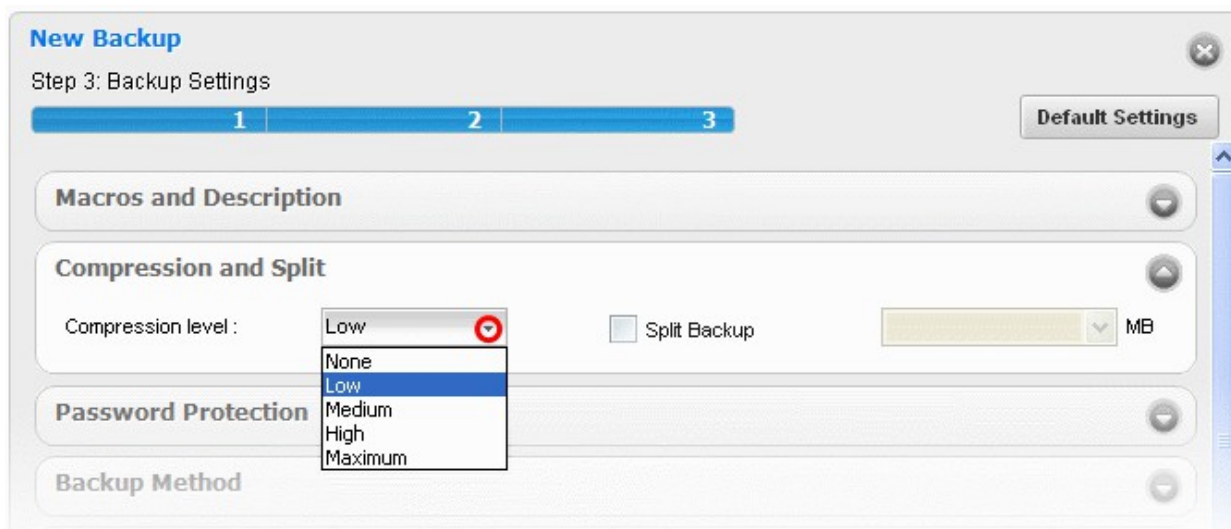 New Backup
Step 3: Backup Settings
1 2 3
Default Settings
Macros and Description
Compression and Split
Compression level : Low Split Backup MB
None
Low
Medium
High
Maximum
Password Protection
Backup Method